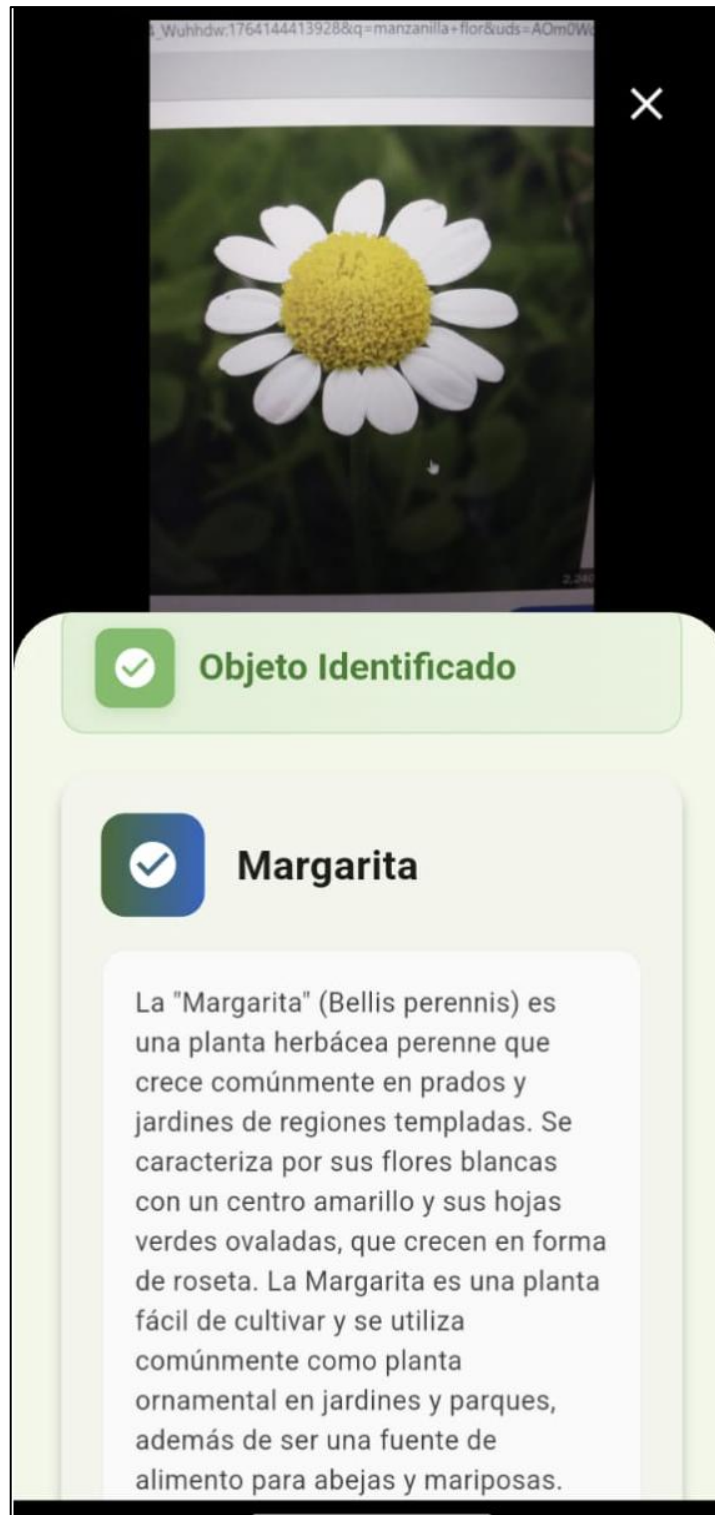 _Wuhhdw:1764144413928&q=manzanilla+flor&uds=AOm0W
2,240
Objeto Identificado
Margarita
La "Margarita" (Bellis perennis) es
una planta herbácea perenne que
crece comúnmente en prados y
jardines de regiones templadas. Se
caracteriza por sus flores blancas
con un centro amarillo y sus hojas
verdes ovaladas, que crecen en forma
de roseta. La Margarita es una planta
fácil de cultivar y se utiliza
comúnmente como planta
ornamental en jardines y parques,
además de ser una fuente de
alimento para abejas y mariposas.